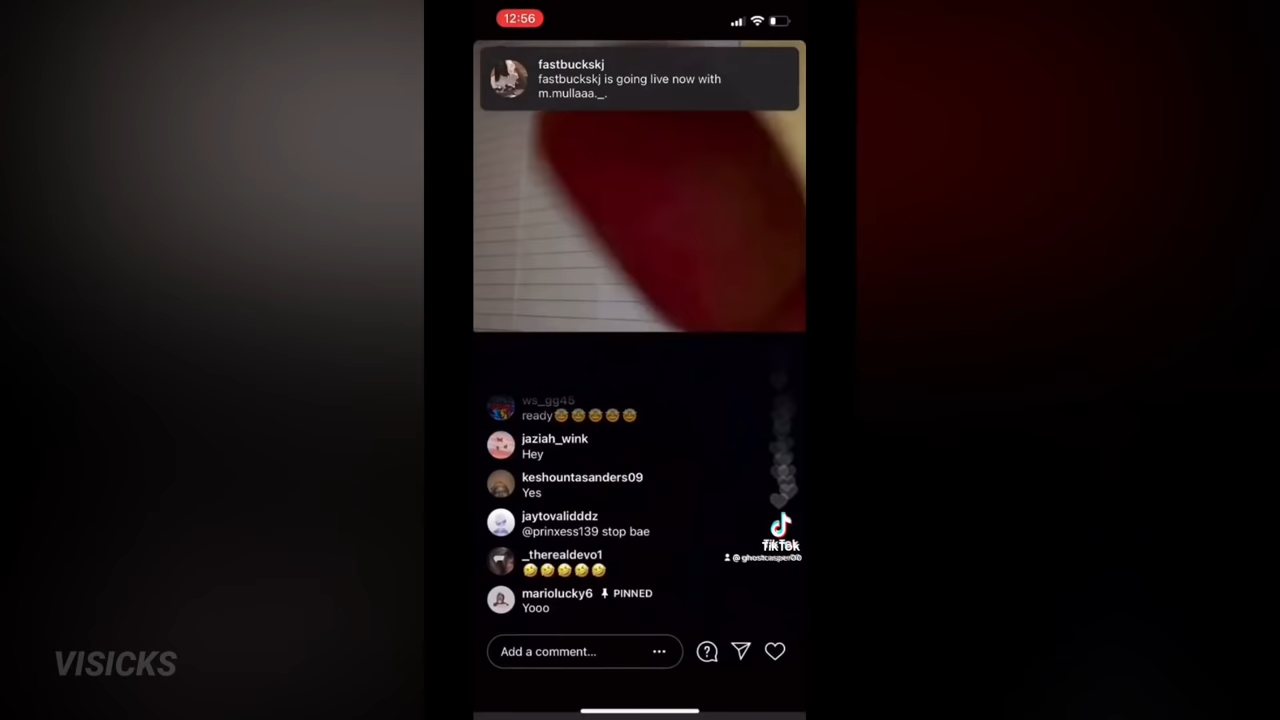 12:56
fastbuckskj
fastbuckskj is going live now with
m.mullaaa._.
ws_gg45
ready🤩🤩🤩🤩🤩
jaziah_wink
Hey
keshountasanders09
Yes
jaytovalidddz
@prinxess139 stop bae
_therealdevo1
🤣🤣🤣🤣🤣
mariolucky6 PINNED
Yooo
Add a comment...
TikTok
@ghostcasper00
VISICKS